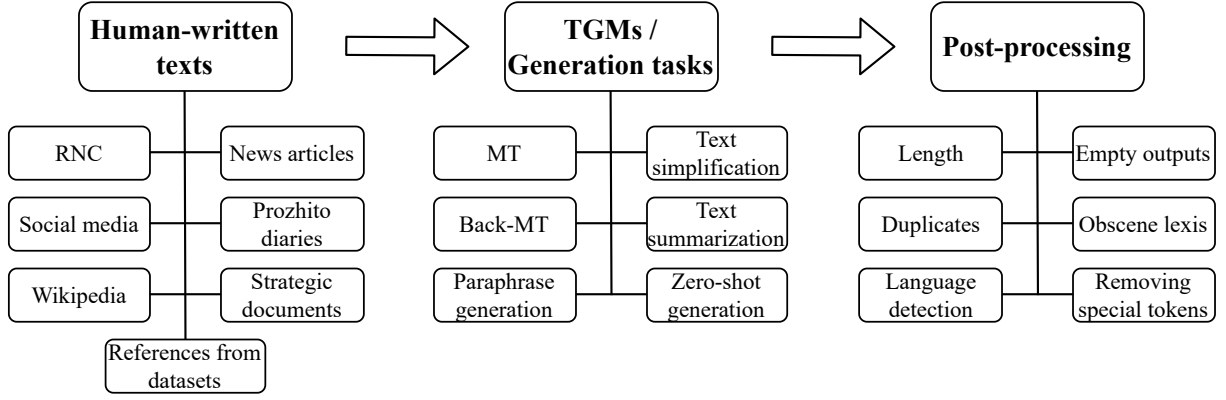 Human-written
texts
RNC
News articles
Social media
Prozhito
diaries
Wikipedia
Strategic
documents
References from
datasets
TGMs /
Generation tasks
MT
Text
simplification
Back-MT
Text
summarization
Paraphrase
generation
Zero-shot
generation
Post-processing
Length
Empty outputs
Duplicates
Obscene lexis
Language
detection
Removing
special tokens